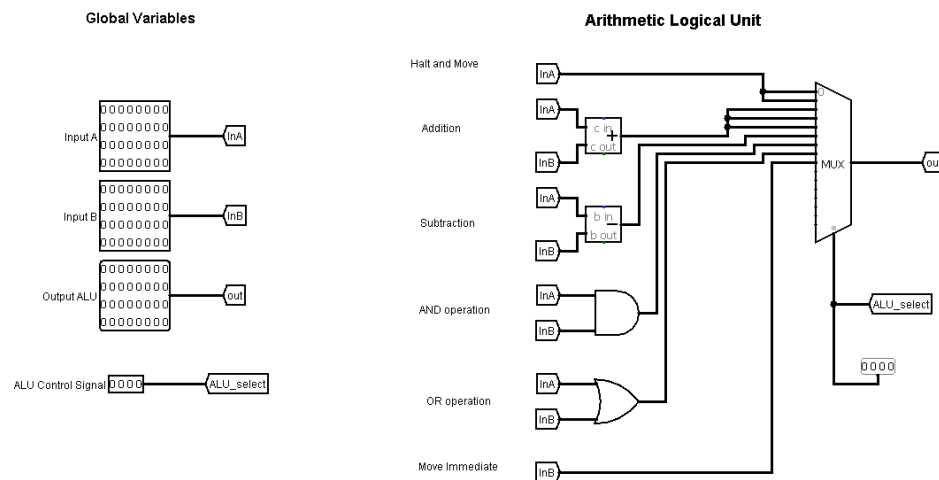 Global Variables
Arithmetic Logical Unit
Input A
00000000
00000000
00000000
00000000
InA
Input B
00000000
00000000
00000000
00000000
InB
Output ALU
00000000
00000000
00000000
00000000
out
ALU Control Signal
0000
ALU_select
Halt and Move
InA
Addition
InA
InB
c in
+
c out
Subtraction
InA
InB
b in
−
b out
AND operation
InA
InB
OR operation
InA
InB
Move Immediate
InB
0
MUX
ou
ALU_select
0000